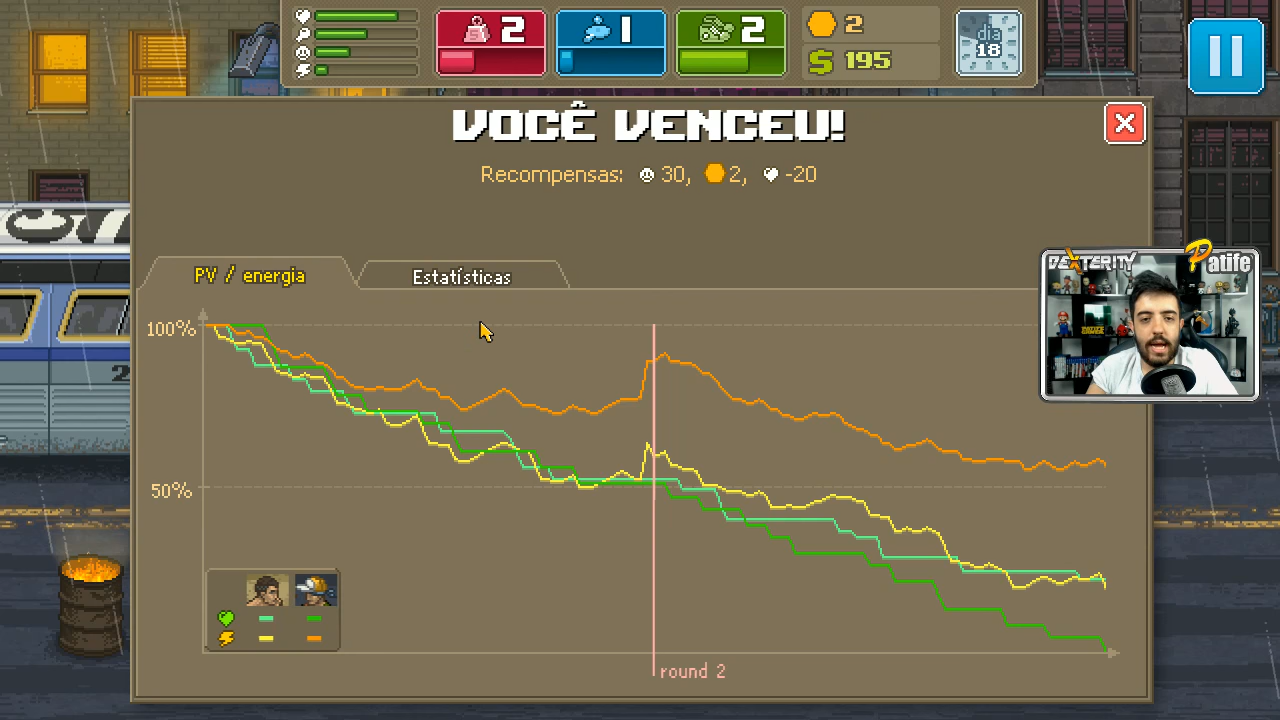 2
1
2
2
$ 195
dia
18
VOCÊ VENCEU!
Recompensas: 30, 2, -20
PV / energia
Estatísticas
DEXTERITY
Patife
100%
50%
2
round 2